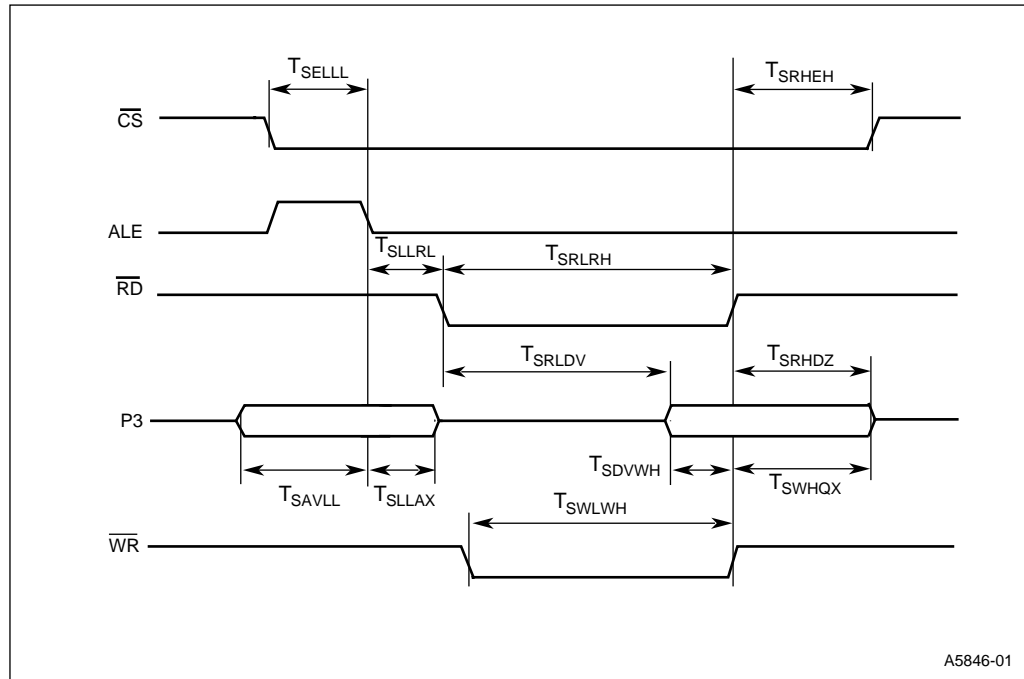 T_SELLL
T_SRHEH
CS
ALE
T_SLLRL
T_SRLRH
RD
T_SRLDV
T_SRHDZ
P3
T_SDVWH
T_SWHQX
T_SAVLL
T_SLLAX
T_SWLWH
WR
A5846-01